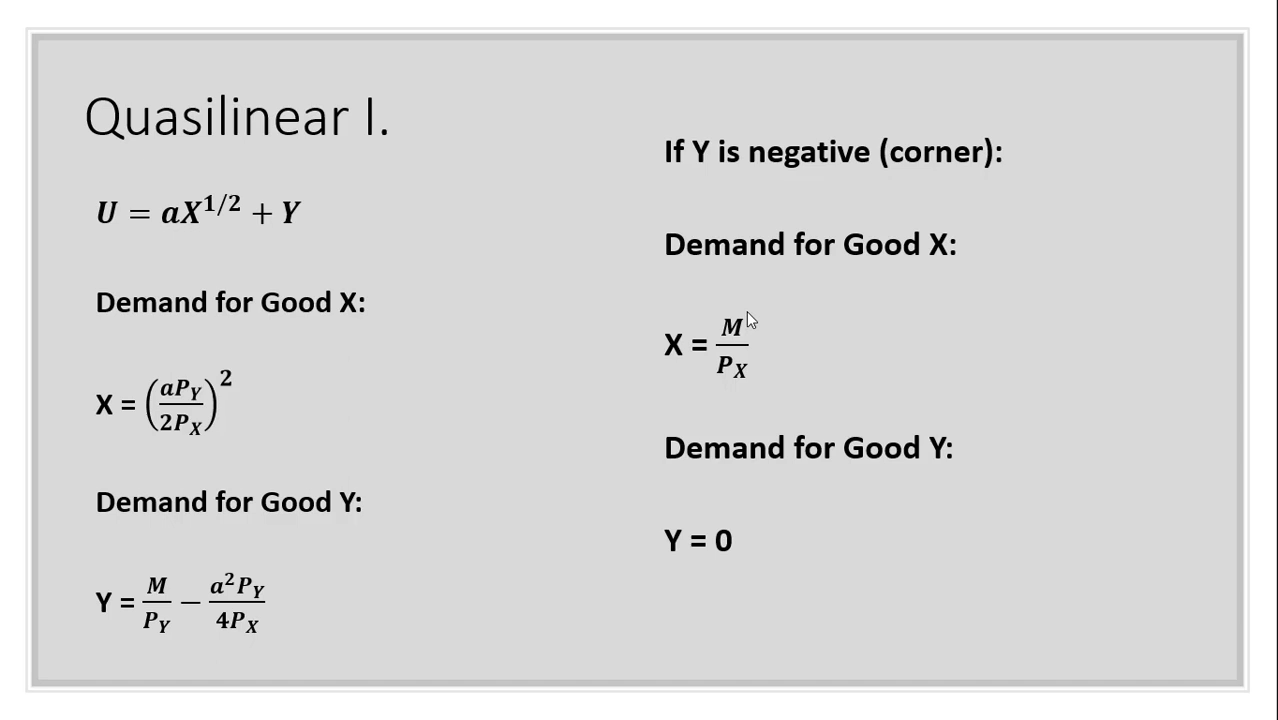 Quasilinear I.
U = aX^{1/2} + Y
Demand for Good X:
X = (aP_Y / 2P_X)^2
Demand for Good Y:
Y = M / P_Y − a^2P_Y / 4P_X
If Y is negative (corner):
Demand for Good X:
X = M / P_X
Demand for Good Y:
Y = 0